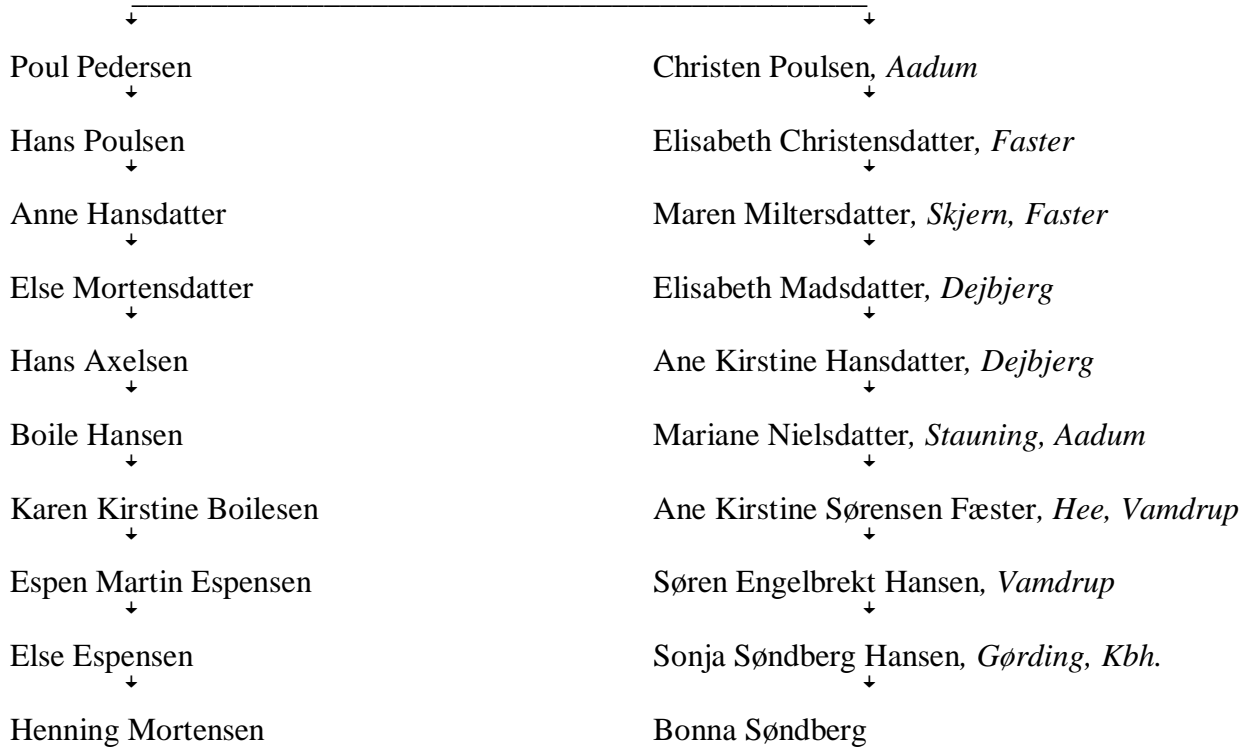 Poul Pedersen Christen Poulsen, Aadum
Hans Poulsen Elisabeth Christensdatter, Faster
Anne Hansdatter Maren Miltersdatter, Skjern, Faster
Else Mortensdatter Elisabeth Madsdatter, Dejbjerg
Hans Axelsen Ane Kirstine Hansdatter, Dejbjerg
Boile Hansen Mariane Nielsdatter, Stauning, Aadum
Karen Kirstine Boilesen Ane Kirstine Sørensen Fæster, Hee, Vamdrup
Espen Martin Espensen Søren Engelbrekt Hansen, Vamdrup
Else Espensen Sonja Søndberg Hansen, Gørding, Kbh.
Henning Mortensen Bonna Søndberg